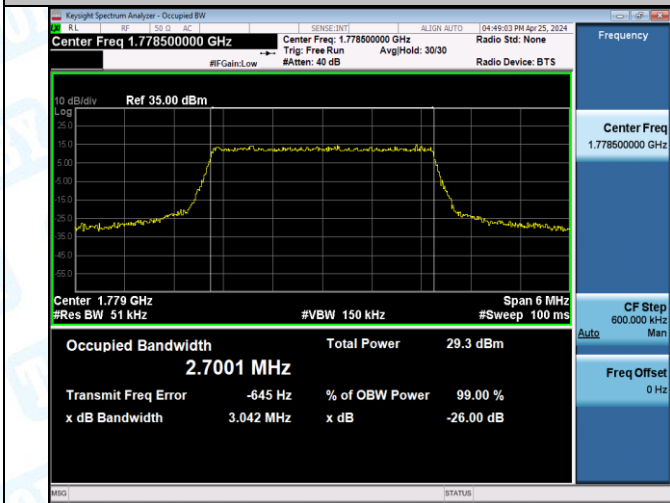 Keysight Spectrum Analyzer - Occupied BW
RL RF 50 Ω AC SENSE:INT ALIGN AUTO 04:49:03 PM Apr 25, 2024
Center Freq 1.778500000 GHz
Center Freq: 1.778500000 GHz
Radio Std: None
Trig: Free Run Avg|Hold: 30/30
#IFGain:Low
#Atten: 40 dB
Radio Device: BTS
Frequency
10 dB/div Ref 35.00 dBm
Log
25.0
15.0
5.00
-5.00
-15.0
-25.0
-35.0
-45.0
-55.0
Center 1.779 GHz Span 6 MHz
#Res BW 51 kHz #VBW 150 kHz #Sweep 100 ms
Occupied Bandwidth Total Power 29.3 dBm
2.7001 MHz
Transmit Freq Error -645 Hz % of OBW Power 99.00 %
x dB Bandwidth 3.042 MHz x dB -26.00 dB
Center Freq
1.778500000 GHz
CF Step
600.000 kHz
Auto Man
Freq Offset
0 Hz
MSG STATUS